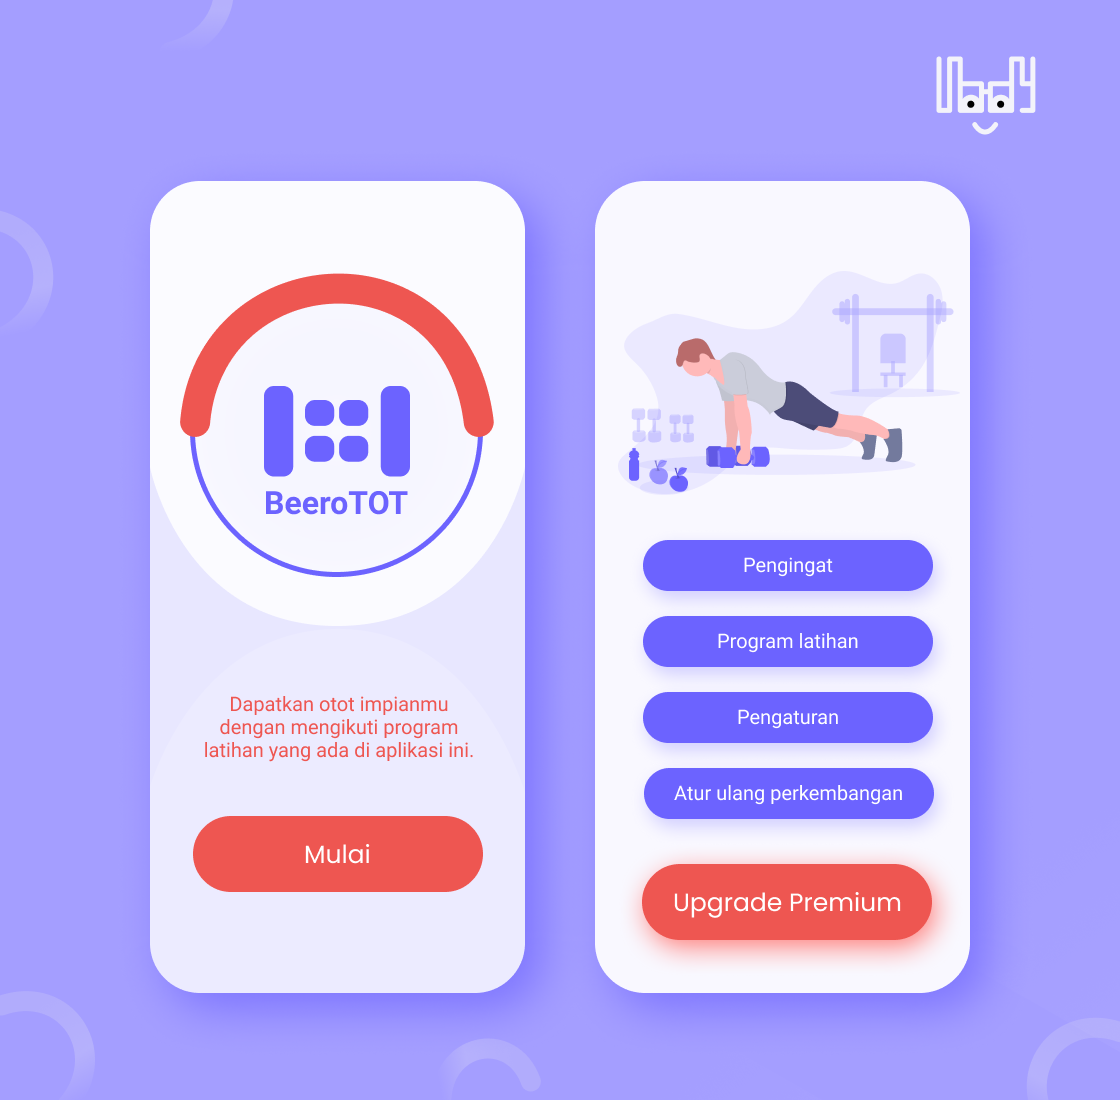 BeeroTOT
Dapatkan otot impianmu
dengan mengikuti program
latihan yang ada di aplikasi ini.
Mulai
Pengingat
Program latihan
Pengaturan
Atur ulang perkembangan
Upgrade Premium